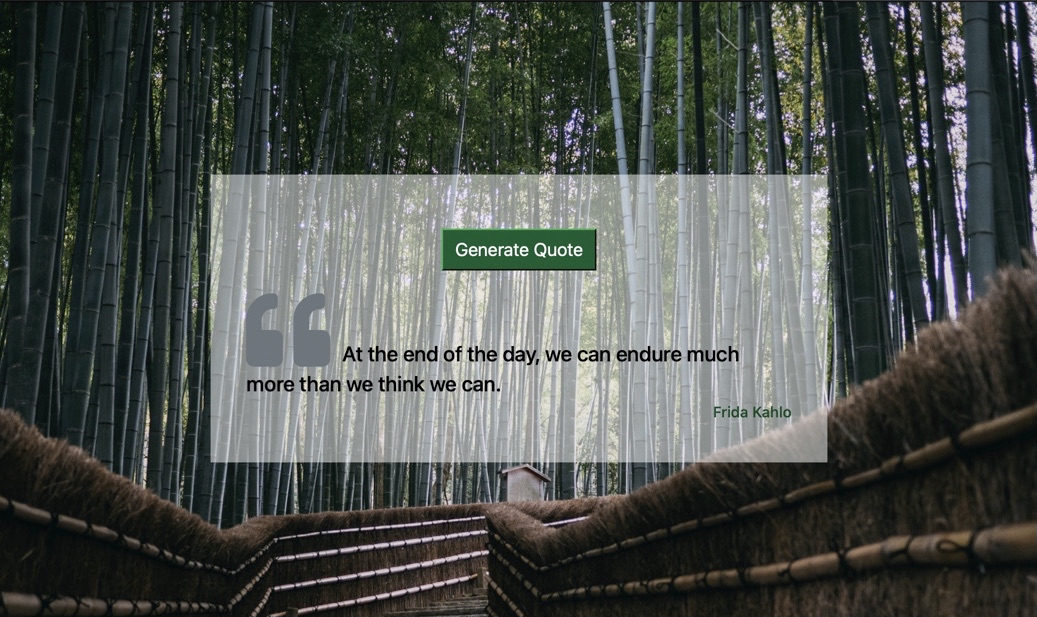 Generate Quote
At the end of the day, we can endure much
more than we think we can.
Frida Kahlo